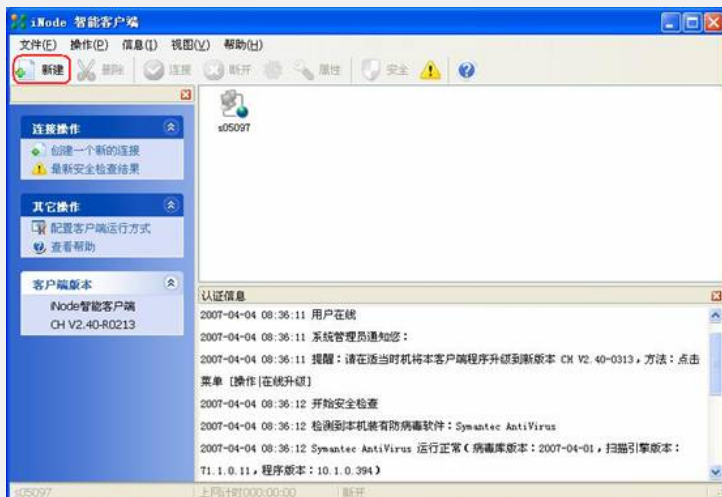 iNode 智能客户端
文件(F) 操作(P) 信息(I) 视图(V) 帮助(H)
新建 删除 连接 断开 属性 安全
s05097
连接操作
创建一个新的连接
最新安全检查结果
其它操作
配置客户端运行方式
查看帮助
客户端版本
iNode智能客户端
CH V2.40-R0213
认证信息
2007-04-04 08:36:11 用户在线
2007-04-04 08:36:11 系统管理员通知您：
2007-04-04 08:36:11 提醒：请在适当时机将本客户端程序升级到新版本 CH V2.40-0313，方法：点击
菜单 [操作|在线升级]
2007-04-04 08:36:12 开始安全检查
2007-04-04 08:36:12 检测到本机装有防病毒软件：Symantec AntiVirus
2007-04-04 08:36:12 Symantec AntiVirus 运行正常(病毒库版本：2007-04-01，扫描引擎版本：
71.1.0.11，程序版本：10.1.0.394)
s05097 上网计时000:00:00 断开